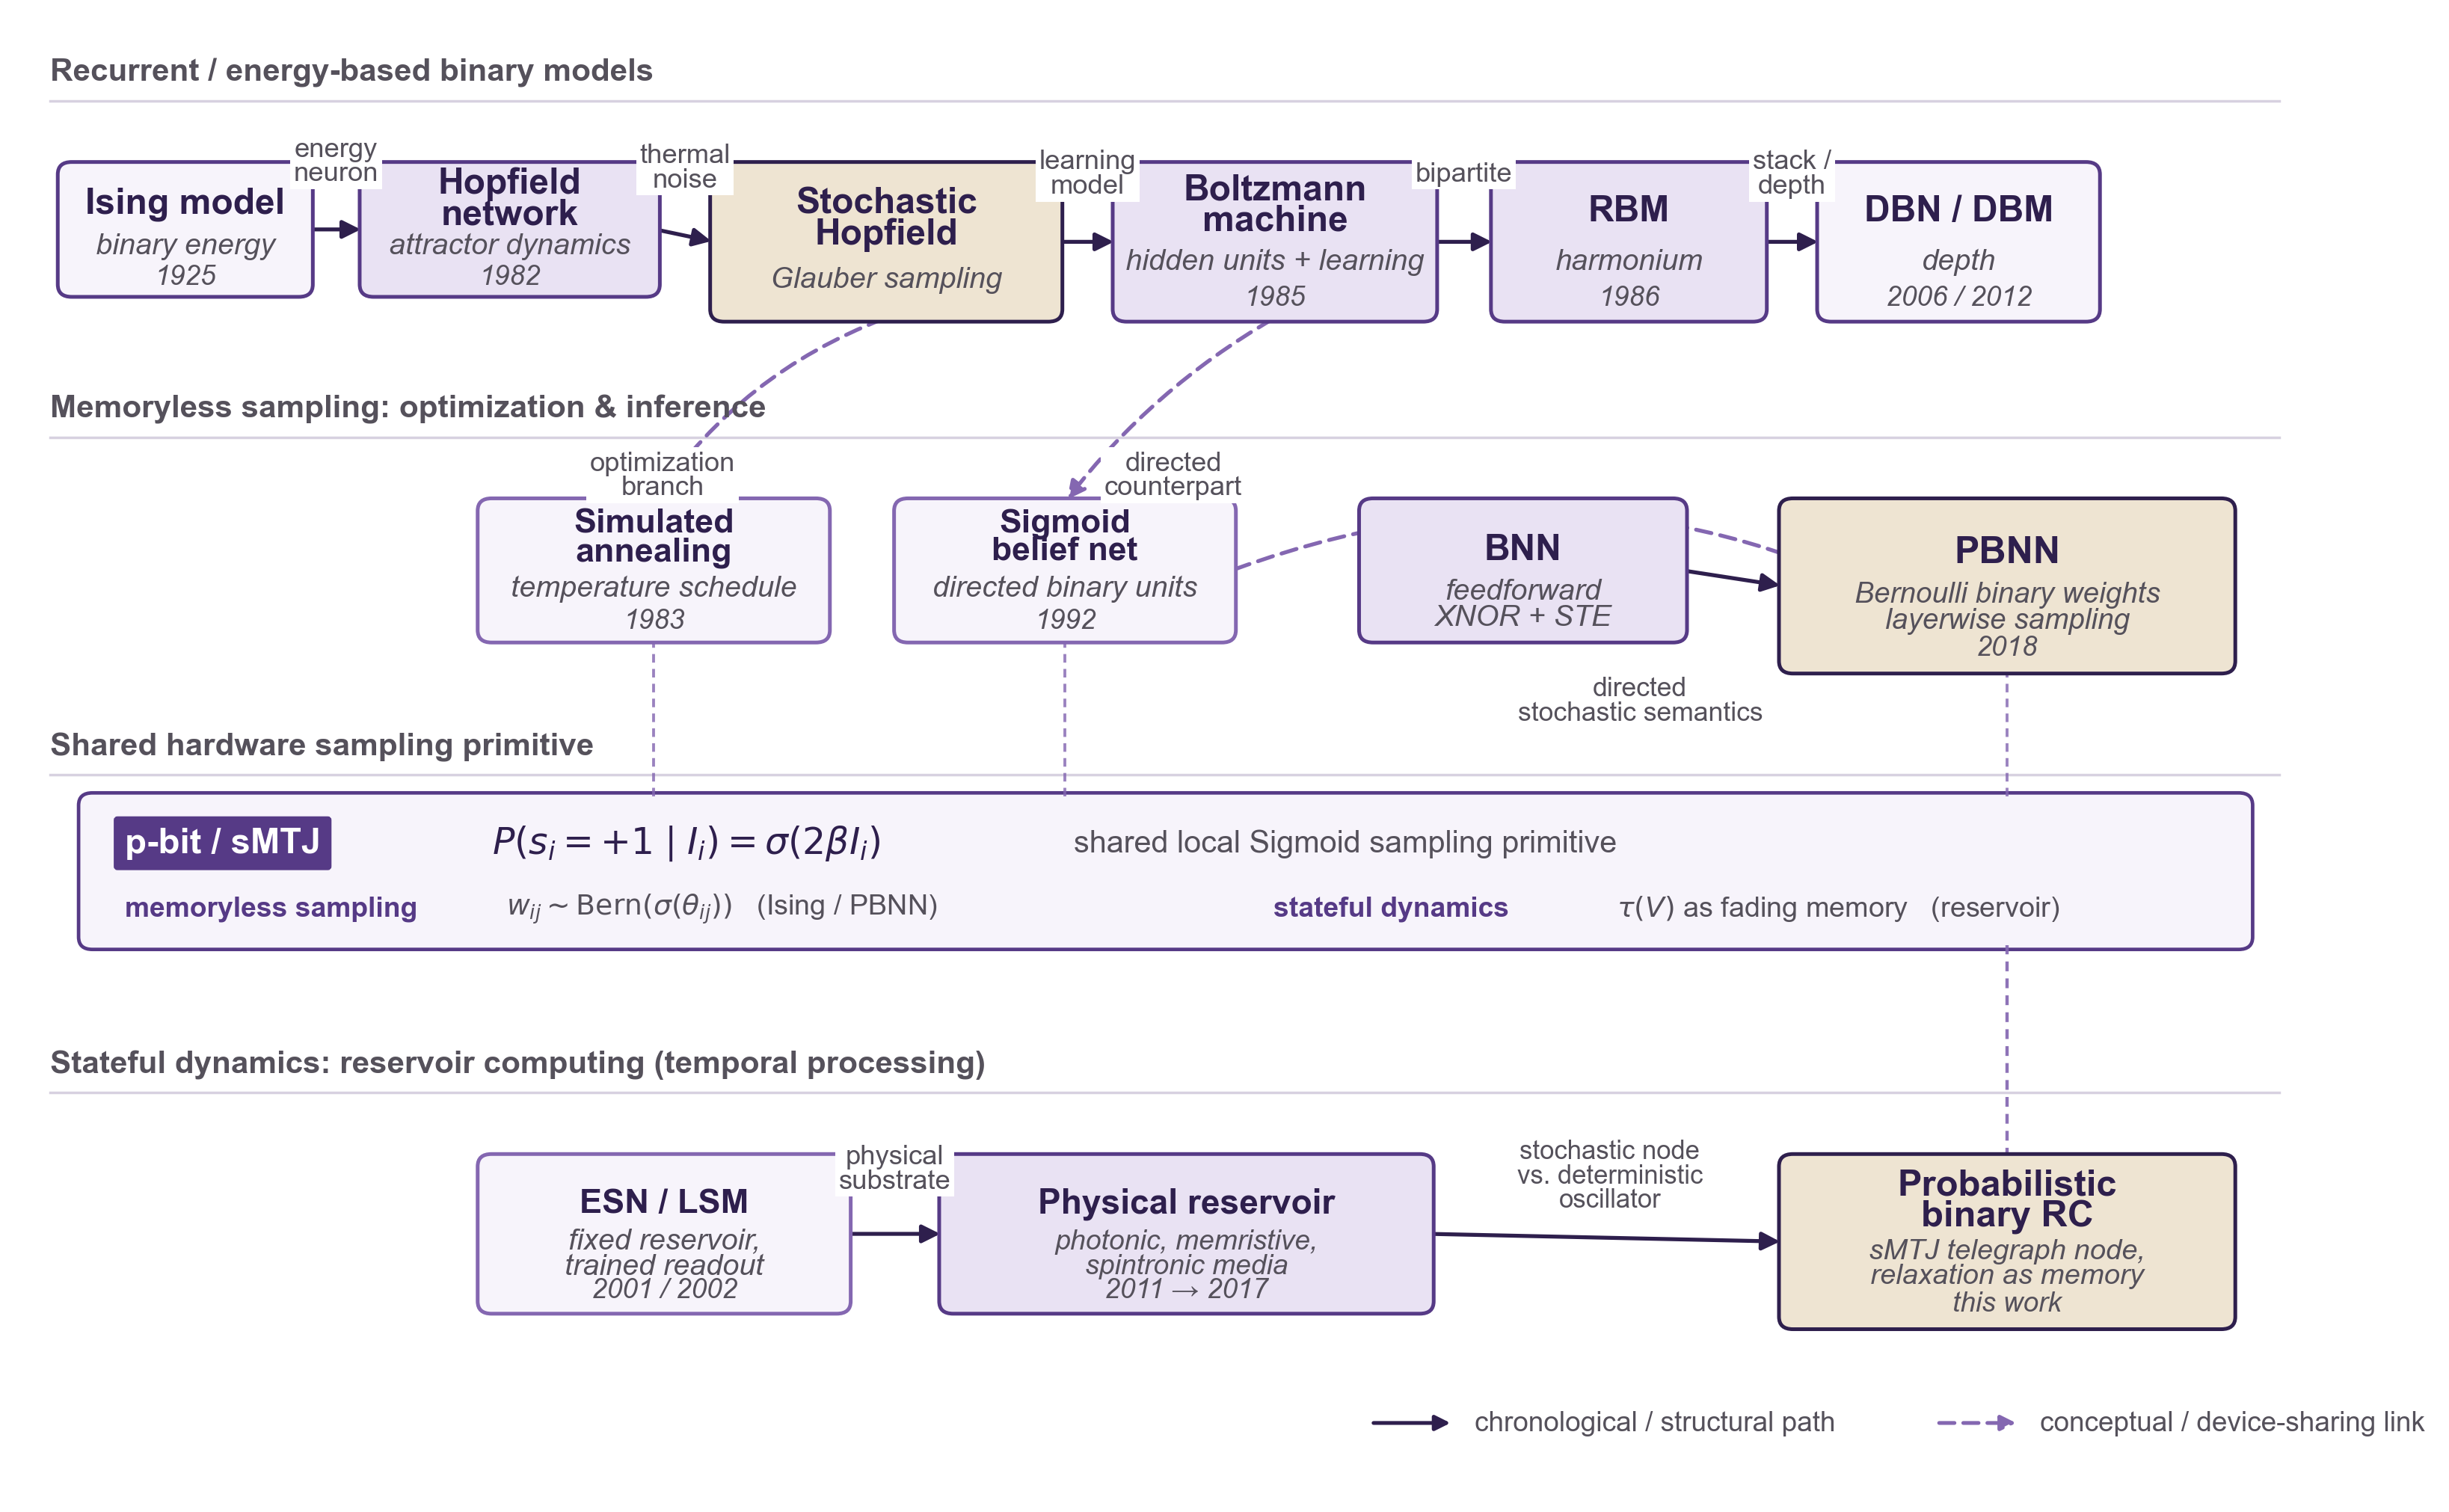 Recurrent / energy-based binary models
energy
neuron
thermal
noise
learning
model
bipartite
stack /
depth
Ising model
binary energy
1925
Hopfield
network
attractor dynamics
1982
Stochastic
Hopfield
Glauber sampling
Boltzmann
machine
hidden units + learning
1985
RBM
harmonium
1986
DBN / DBM
depth
2006 / 2012
Memoryless sampling: optimization & inference
optimization
branch
directed
counterpart
Simulated
annealing
temperature schedule
1983
Sigmoid
belief net
directed binary units
1992
BNN
feedforward
XNOR + STE
PBNN
Bernoulli binary weights
layerwise sampling
2018
directed
stochastic semantics
Shared hardware sampling primitive
p-bit / sMTJ
P(s_i = +1 | I_i) = σ(2βI_i)
shared local Sigmoid sampling primitive
memoryless sampling
w_ij ~ Bern(σ(θ_ij)) (Ising / PBNN)
stateful dynamics
τ(V) as fading memory (reservoir)
Stateful dynamics: reservoir computing (temporal processing)
physical
substrate
stochastic node
vs. deterministic
oscillator
ESN / LSM
fixed reservoir,
trained readout
2001 / 2002
Physical reservoir
photonic, memristive,
spintronic media
2011 → 2017
Probabilistic
binary RC
sMTJ telegraph node,
relaxation as memory
this work
chronological / structural path
conceptual / device-sharing link